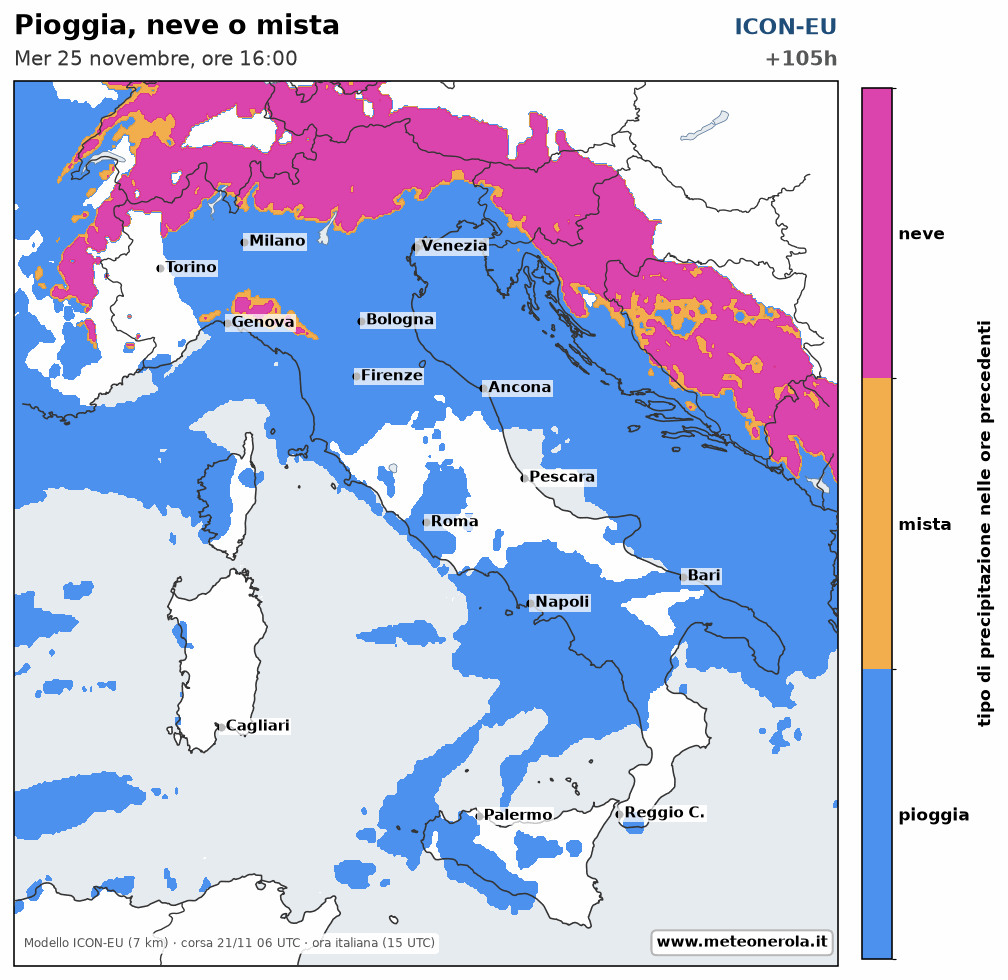 Pioggia, neve o mista
ICON-EU
Mer 25 novembre, ore 16:00
+105h
neve
mista
pioggia
tipo di precipitazione nelle ore precedenti
Milano
Venezia
Torino
Genova
Bologna
Firenze
Ancona
Pescara
Roma
Bari
Napoli
Cagliari
Palermo
Reggio C.
Modello ICON-EU (7 km) · corsa 21/11 06 UTC · ora italiana (15 UTC)
www.meteonerola.it